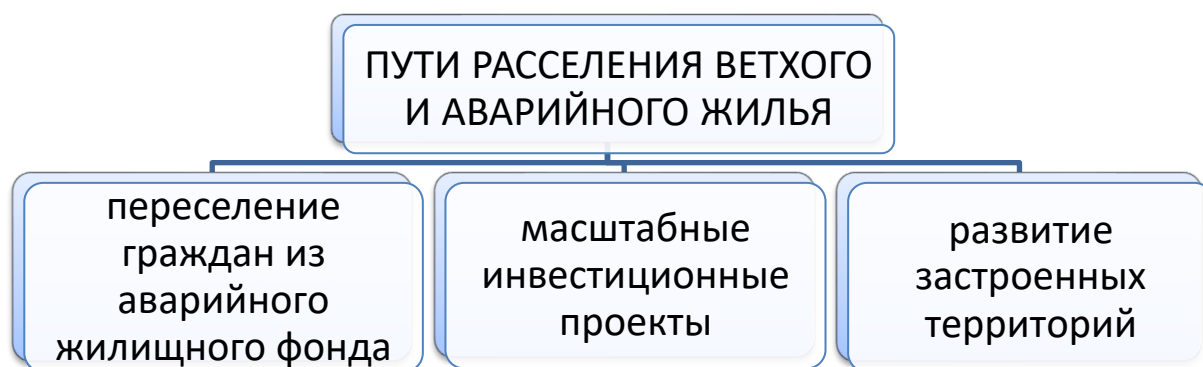 ПУТИ РАССЕЛЕНИЯ ВЕТХОГО
И АВАРИЙНОГО ЖИЛЬЯ
переселение
граждан из
аварийного
жилищного фонда
масштабные
инвестиционные
проекты
развитие
застроенных
территорий